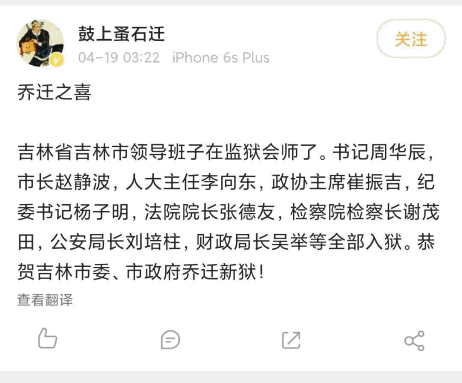 鼓上蚤石迁
04-19 03:22 iPhone 6s Plus
关注
乔迁之喜
吉林省吉林市领导班子在监狱会师了。书记周华辰,
市长赵静波, 人大主任李向东, 政协主席崔振吉, 纪
委书记杨子明, 法院院长张德友, 检察院检察长谢茂
田, 公安局长刘培柱, 财政局长吴举等全部入狱。恭
贺吉林市委、市政府乔迁新狱!
查看翻译